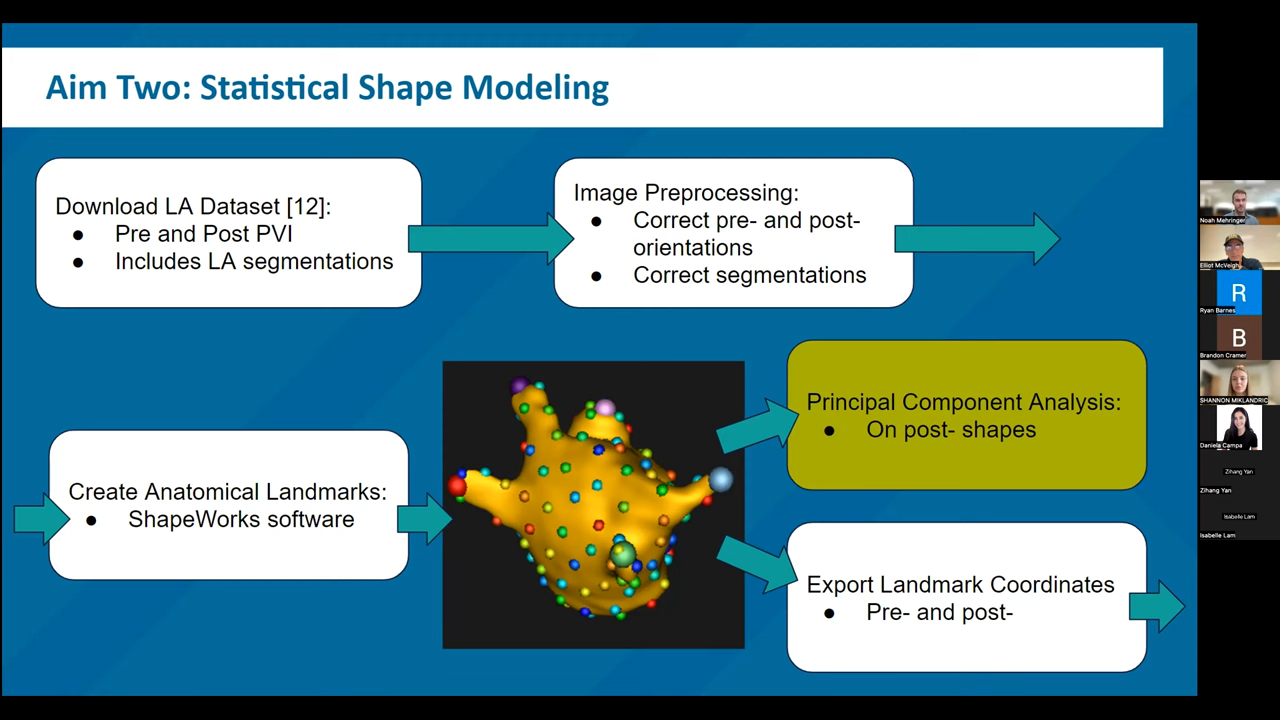 Aim Two: Statistical Shape Modeling
Download LA Dataset [12]:
● Pre and Post PVI
● Includes LA segmentations
Image Preprocessing:
● Correct pre- and post-
orientations
● Correct segmentations
Create Anatomical Landmarks:
● ShapeWorks software
Principal Component Analysis:
● On post- shapes
Export Landmark Coordinates
● Pre- and post-
Noah Mehringer
Elliot McVeigh
R
Ryan Barnes
B
Brandon Cramer
SHANNON MIKLANDRIC
Daniela Campa
Zihang Yan
Zihang Yan
Isabelle Lam
Isabelle Lam